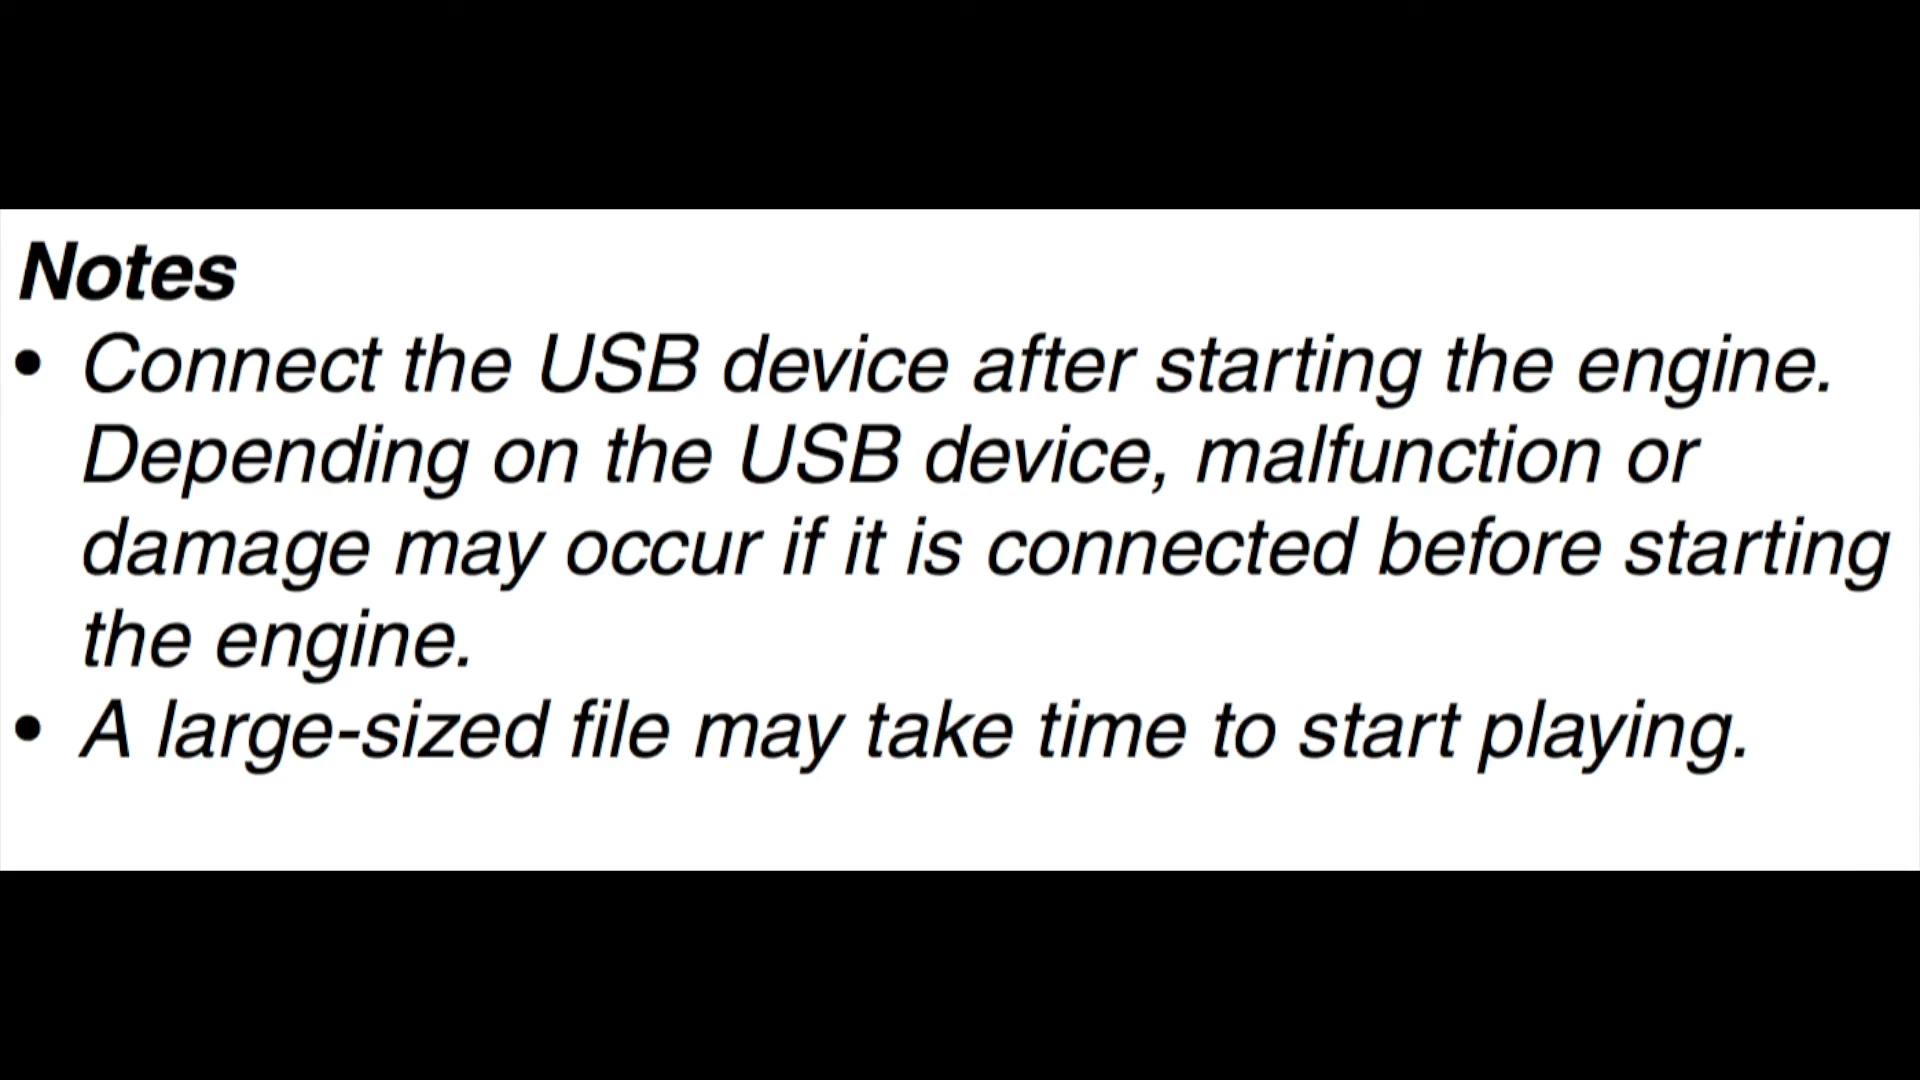 Notes
• Connect the USB device after starting the engine.
Depending on the USB device, malfunction or
damage may occur if it is connected before starting
the engine.
• A large-sized file may take time to start playing.